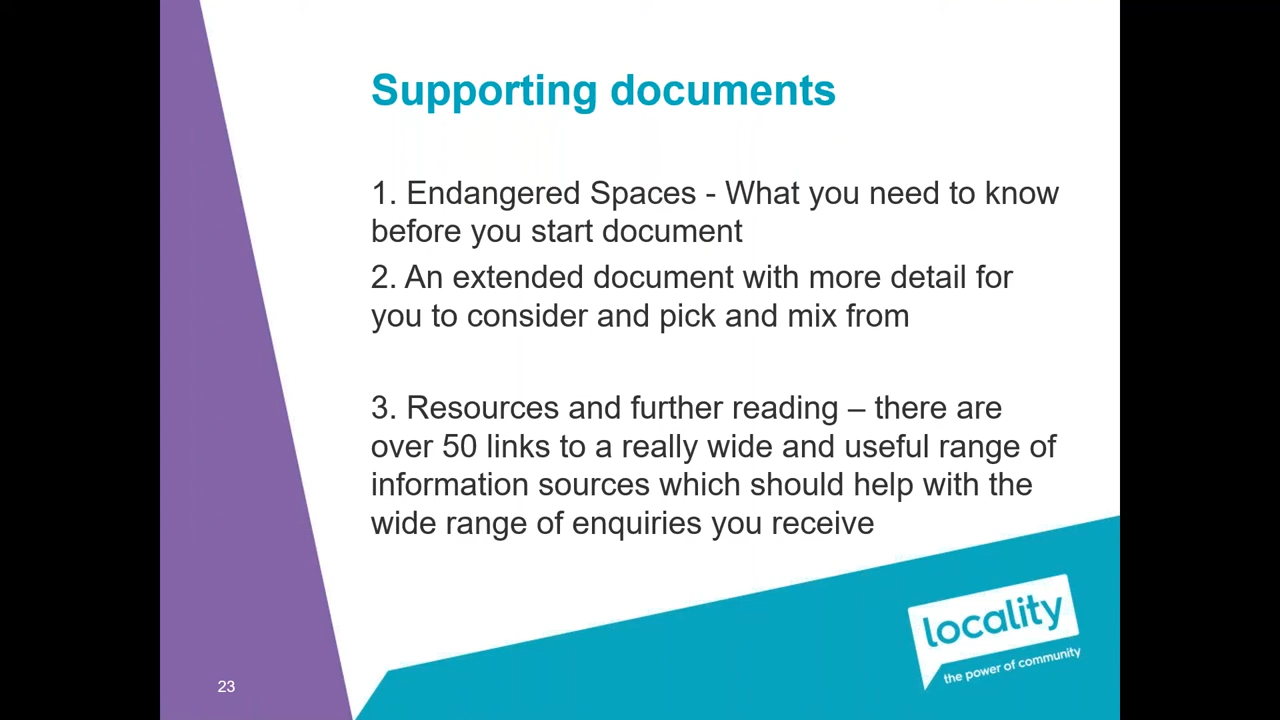 Supporting documents
1. Endangered Spaces - What you need to know
before you start document
2. An extended document with more detail for
you to consider and pick and mix from
3. Resources and further reading – there are
over 50 links to a really wide and useful range of
information sources which should help with the
wide range of enquiries you receive
locality
the power of community
23